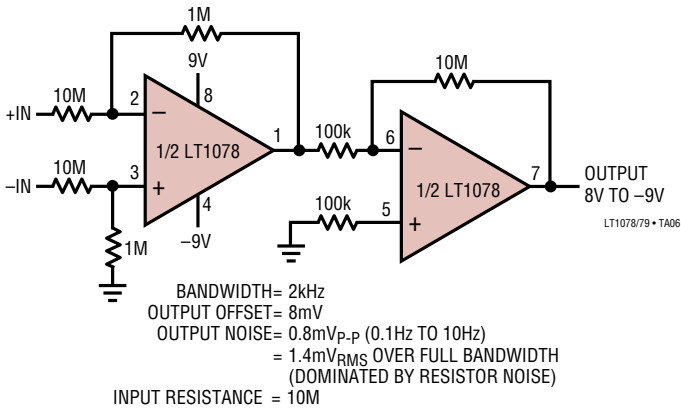 1M
9V
10M
10M
+IN
2
8
–
1
100k
6
–
1/2 LT1078
10M
–IN
3
+
4
–9V
1M
1/2 LT1078
7
OUTPUT
8V TO –9V
100k
5
+
LT1078/79 • TA06
BANDWIDTH= 2kHz
OUTPUT OFFSET= 8mV
OUTPUT NOISE= 0.8mVP-P (0.1Hz TO 10Hz)
= 1.4mVRMS OVER FULL BANDWIDTH
(DOMINATED BY RESISTOR NOISE)
INPUT RESISTANCE = 10M